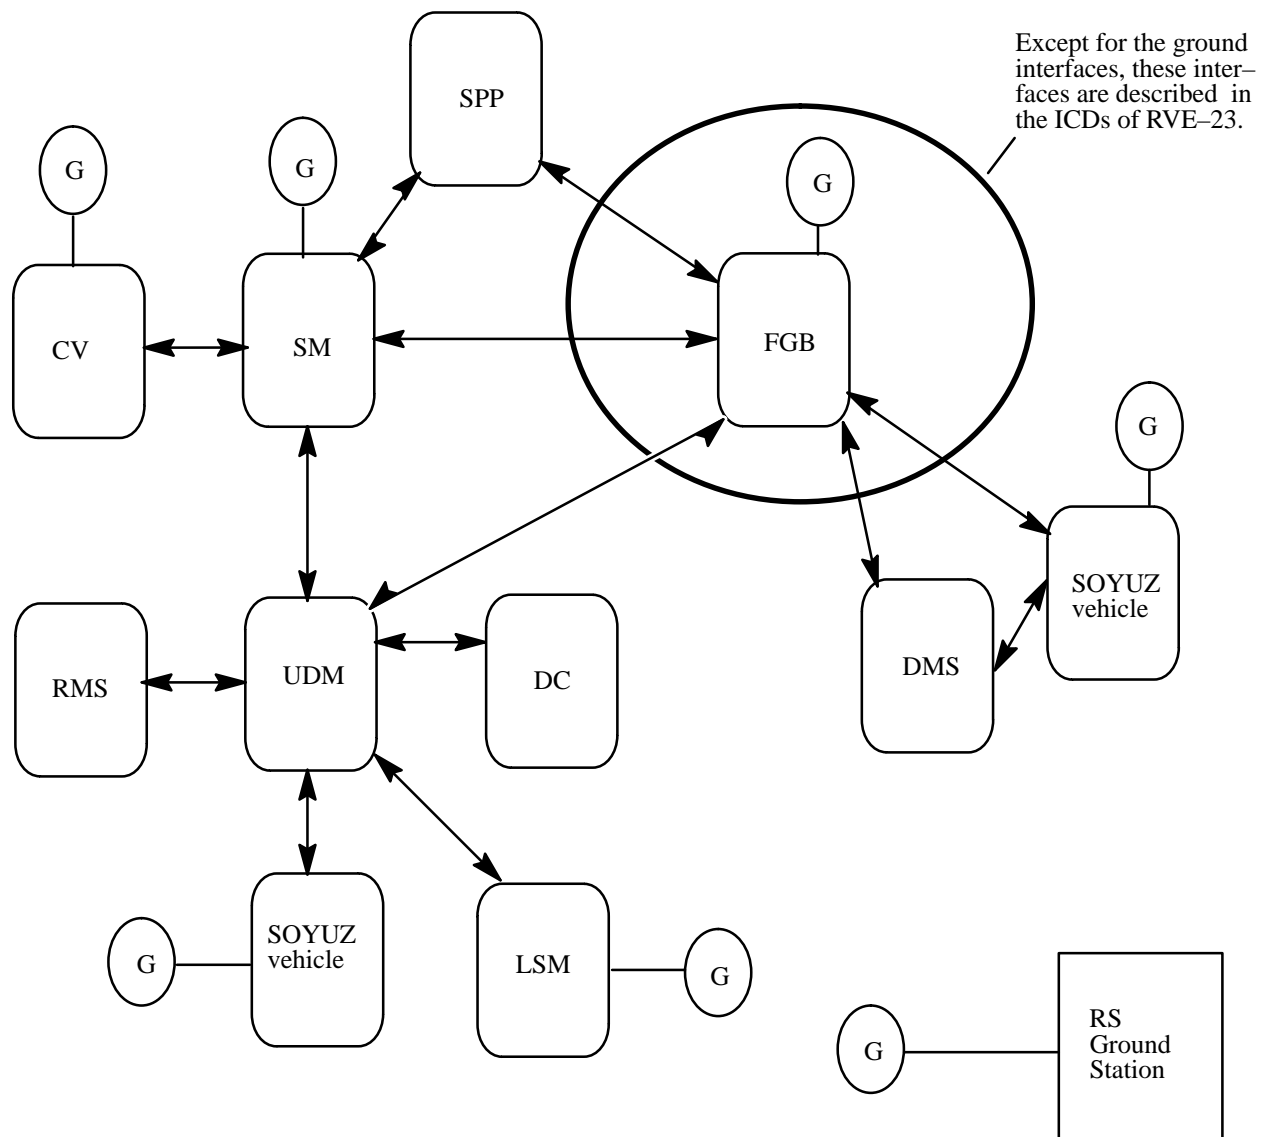 Except for the ground
interfaces, these inter–
faces are described in
the ICDs of RVE–23.
SPP
G
G
G
CV
SM
FGB
G
SOYUZ
vehicle
RMS
UDM
DC
DMS
SOYUZ
vehicle
G
LSM
G
G
RS
Ground
Station